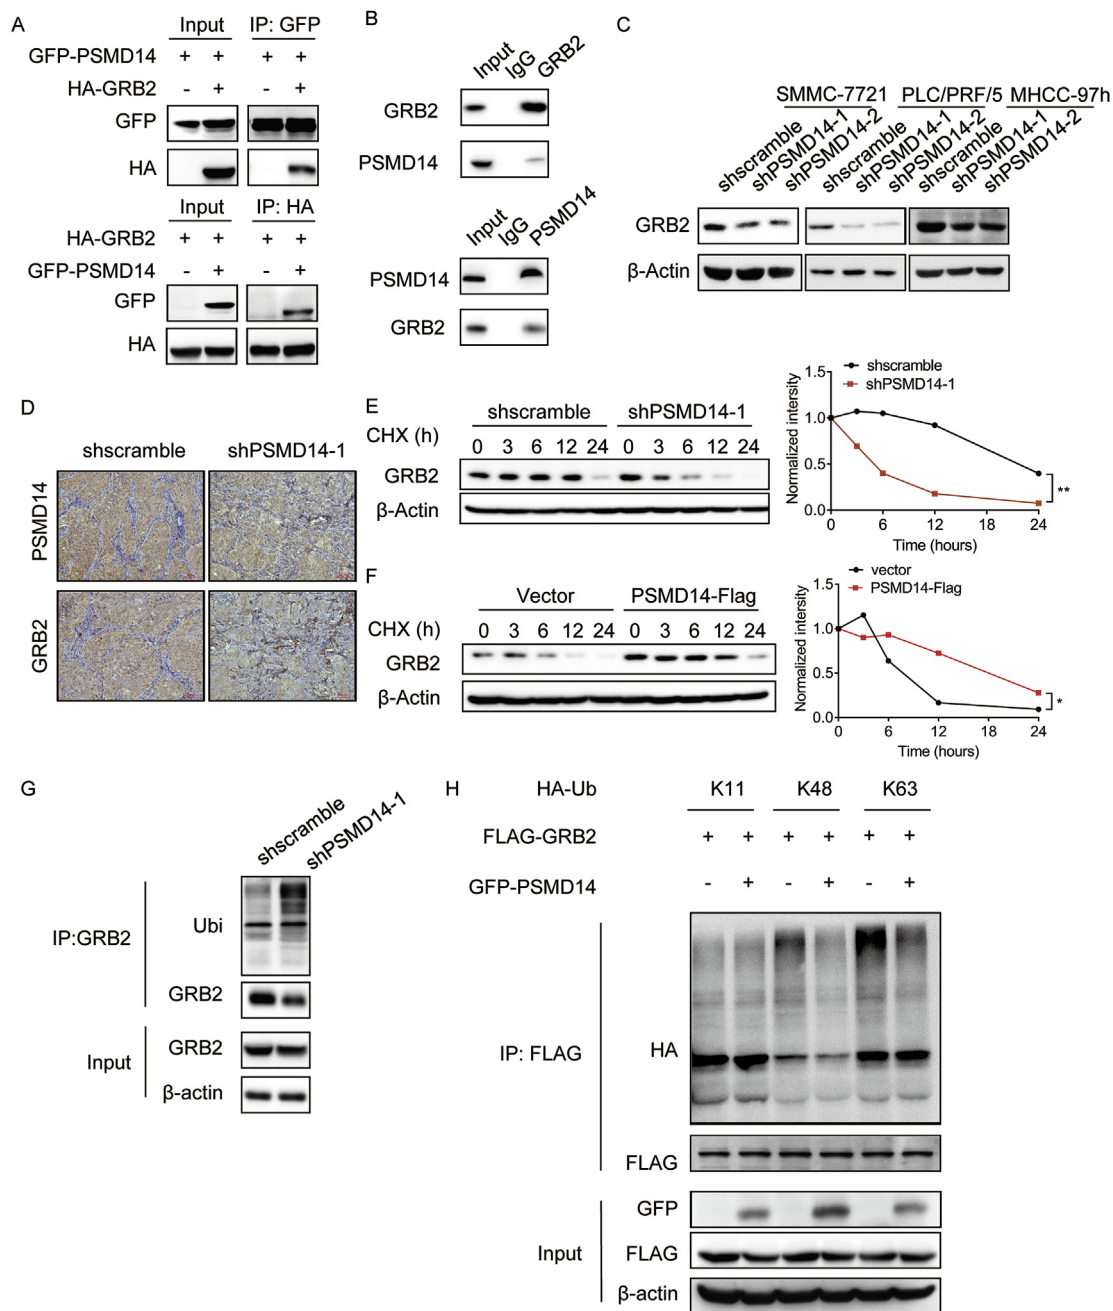 A
Input IP: GFP
GFP-PSMD14 + + + +
HA-GRB2 - + - +
GFP
HA
Input IP: HA
HA-GRB2 + + + +
GFP-PSMD14 - + - +
GFP
HA
B
Input IgG GRB2
GRB2
PSMD14
Input IgG PSMD14
PSMD14
GRB2
C
SMMC-7721 PLC/PRF/5 MHCC-97h
shscramble shPSMD14-1 shPSMD14-2 shscramble shPSMD14-1 shPSMD14-2 shscramble shPSMD14-1 shPSMD14-2
GRB2
β-Actin
D
shscramble shPSMD14-1
PSMD14
GRB2
E
shscramble shPSMD14-1
CHX (h) 0 3 6 12 24 0 3 6 12 24
GRB2
β-Actin
shscramble
shPSMD14-1
Normalized intersity
1.5
1.0
0.5
0.0
**
0 6 12 18 24
Time (hours)
F
Vector PSMD14-Flag
CHX (h) 0 3 6 12 24 0 3 6 12 24
GRB2
β-Actin
vector
PSMD14-Flag
Normalized intersity
1.5
1.0
0.5
0.0
*
0 6 12 18 24
Time (hours)
G
shscramble shPSMD14-1
IP:GRB2
Ubi
GRB2
Input
GRB2
β-actin
H
HA-Ub K11 K48 K63
FLAG-GRB2 + + + + + +
GFP-PSMD14 - + - + - +
IP: FLAG
HA
FLAG
Input
GFP
FLAG
β-actin